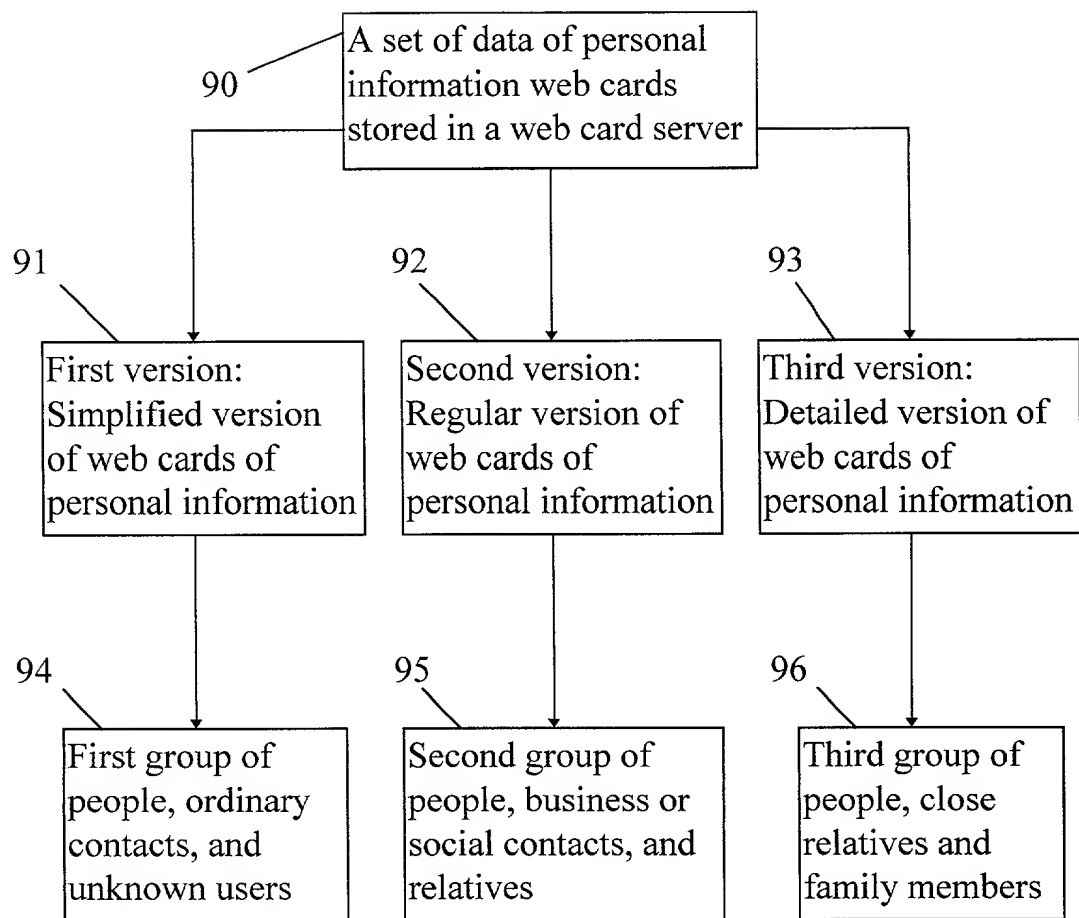 90
A set of data of personal
information web cards
stored in a web card server
91
92
93
First version:
Simplified version
of web cards of
personal information
Second version:
Regular version of
web cards of
personal information
Third version:
Detailed version of
web cards of
personal information
94
95
96
First group of
people, ordinary
contacts, and
unknown users
Second group of
people, business or
social contacts, and
relatives
Third group of
people, close
relatives and
family members